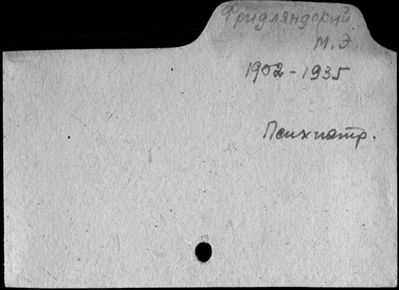 Фридляндский
М. Э.
1902-1935
Психиатр.